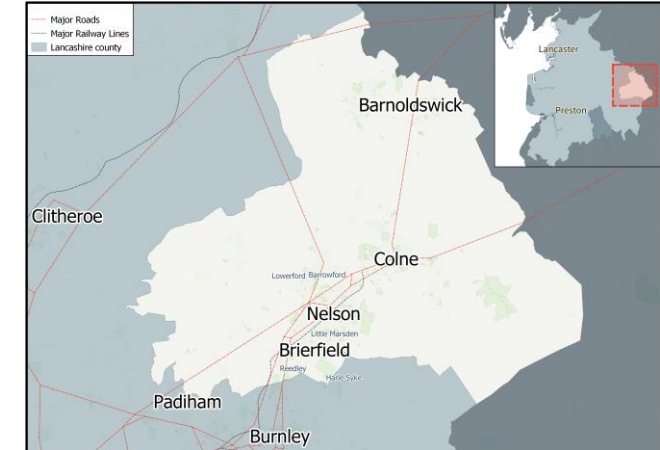 Major Roads
Major Railway Lines
Lancashire county
Lancaster
Preston
Barnoldswick
Clitheroe
Colne
Lowerford Barrowford
Nelson
Little Marsden
Brierfield
Reedley
Harle Syke
Padiham
Burnley